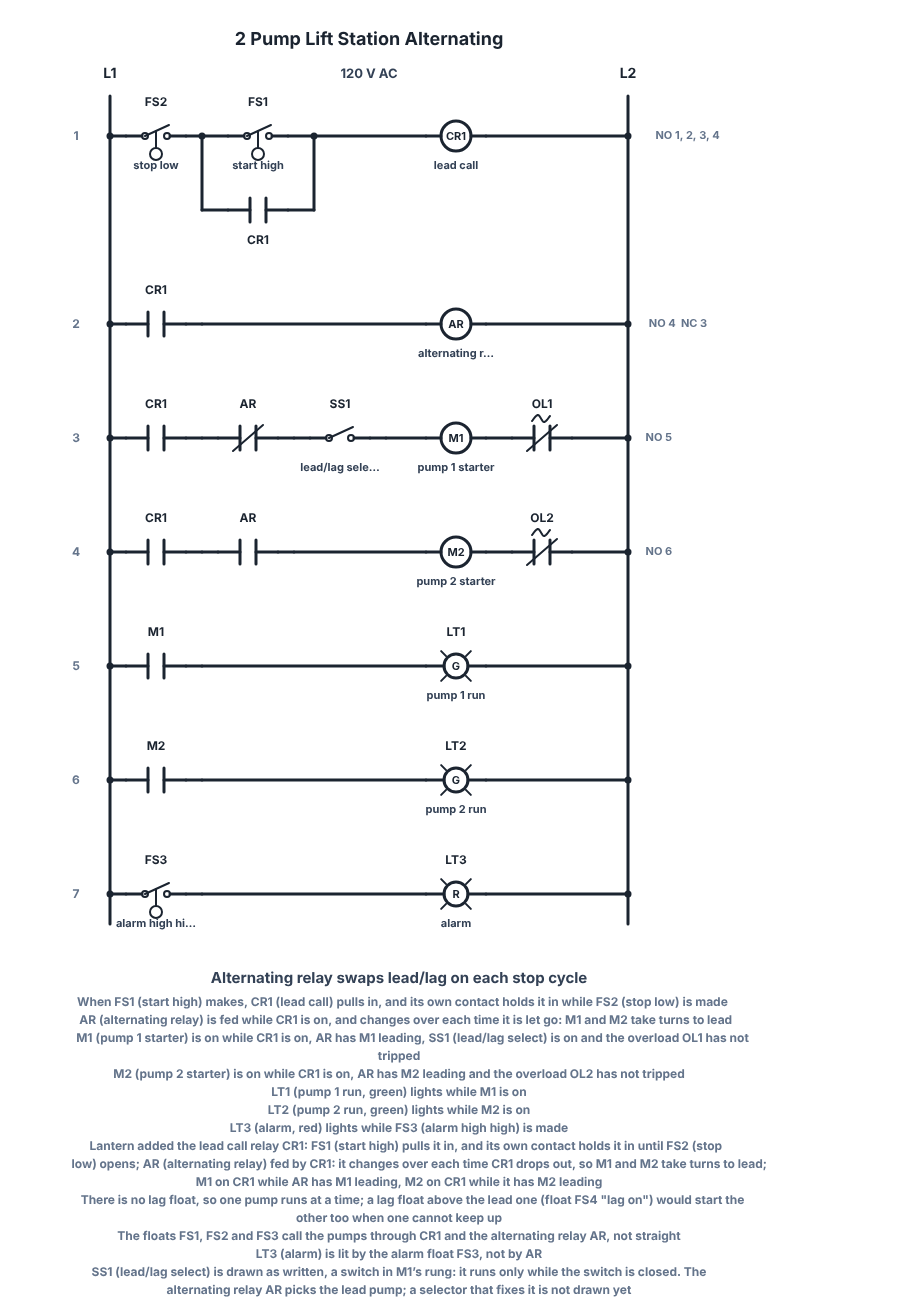 2 Pump Lift Station Alternating
L1 120 V AC L2
FS2 FS1
1 CR1 NO 1, 2, 3, 4
stop low start high lead call
CR1
CR1
2 AR NO 4 NC 3
alternating r...
CR1 AR SS1 OL1
3 M1 NO 5
lead/lag sele... pump 1 starter
CR1 AR OL2
4 M2 NO 6
pump 2 starter
M1 LT1
5 G
pump 1 run
M2 LT2
6 G
pump 2 run
FS3 LT3
7 R
alarm high hi... alarm
Alternating relay swaps lead/lag on each stop cycle
When FS1 (start high) makes, CR1 (lead call) pulls in, and its own contact holds it in while FS2 (stop low) is made
AR (alternating relay) is fed while CR1 is on, and changes over each time it is let go: M1 and M2 take turns to lead
M1 (pump 1 starter) is on while CR1 is on, AR has M1 leading, SS1 (lead/lag select) is on and the overload OL1 has not
tripped
M2 (pump 2 starter) is on while CR1 is on, AR has M2 leading and the overload OL2 has not tripped
LT1 (pump 1 run, green) lights while M1 is on
LT2 (pump 2 run, green) lights while M2 is on
LT3 (alarm, red) lights while FS3 (alarm high high) is made
Lantern added the lead call relay CR1: FS1 (start high) pulls it in, and its own contact holds it in until FS2 (stop
low) opens; AR (alternating relay) fed by CR1: it changes over each time CR1 drops out, so M1 and M2 take turns to lead;
M1 on CR1 while AR has M1 leading, M2 on CR1 while it has M2 leading
There is no lag float, so one pump runs at a time; a lag float above the lead one (float FS4 "lag on") would start the
other too when one cannot keep up
The floats FS1, FS2 and FS3 call the pumps through CR1 and the alternating relay AR, not straight
LT3 (alarm) is lit by the alarm float FS3, not by AR
SS1 (lead/lag select) is drawn as written, a switch in M1's rung: it runs only while the switch is closed. The
alternating relay AR picks the lead pump; a selector that fixes it is not drawn yet